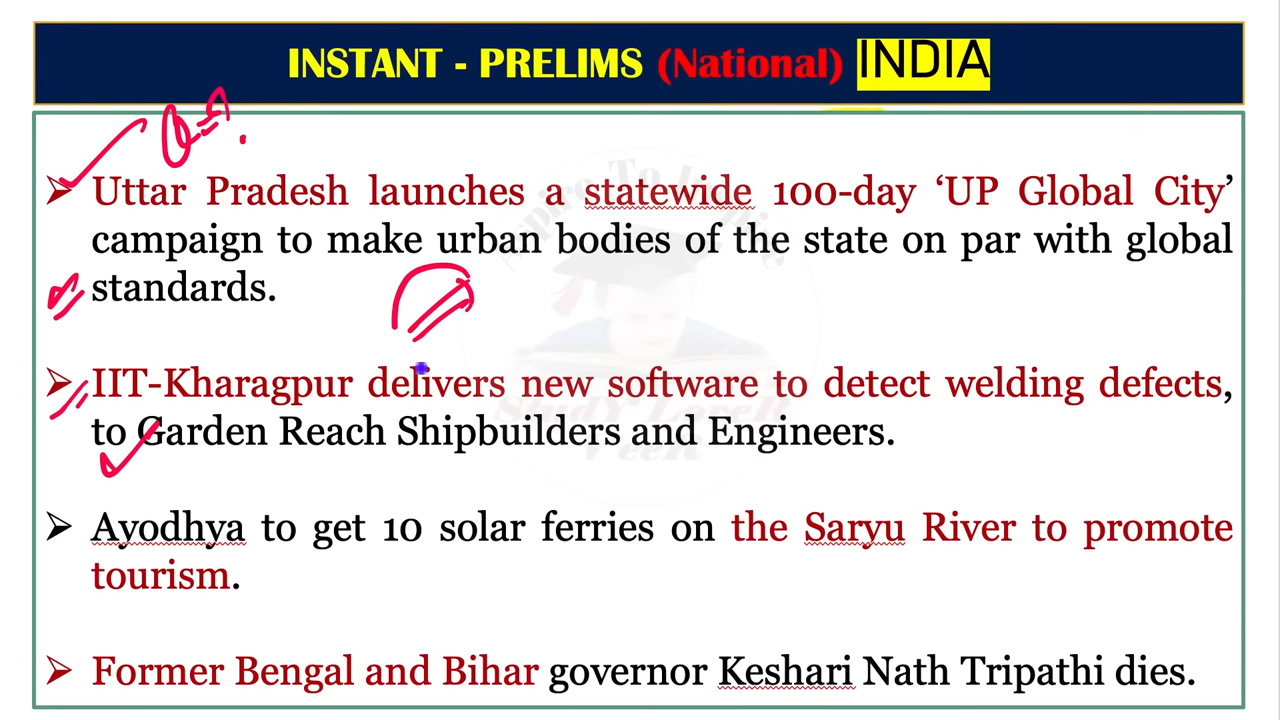 INSTANT - PRELIMS (National) INDIA
➢ Uttar Pradesh launches a statewide 100-day ‘UP Global City’
campaign to make urban bodies of the state on par with global
standards.
➢ IIT-Kharagpur delivers new software to detect welding defects,
to Garden Reach Shipbuilders and Engineers.
➢ Ayodhya to get 10 solar ferries on the Saryu River to promote
tourism.
➢ Former Bengal and Bihar governor Keshari Nath Tripathi dies.